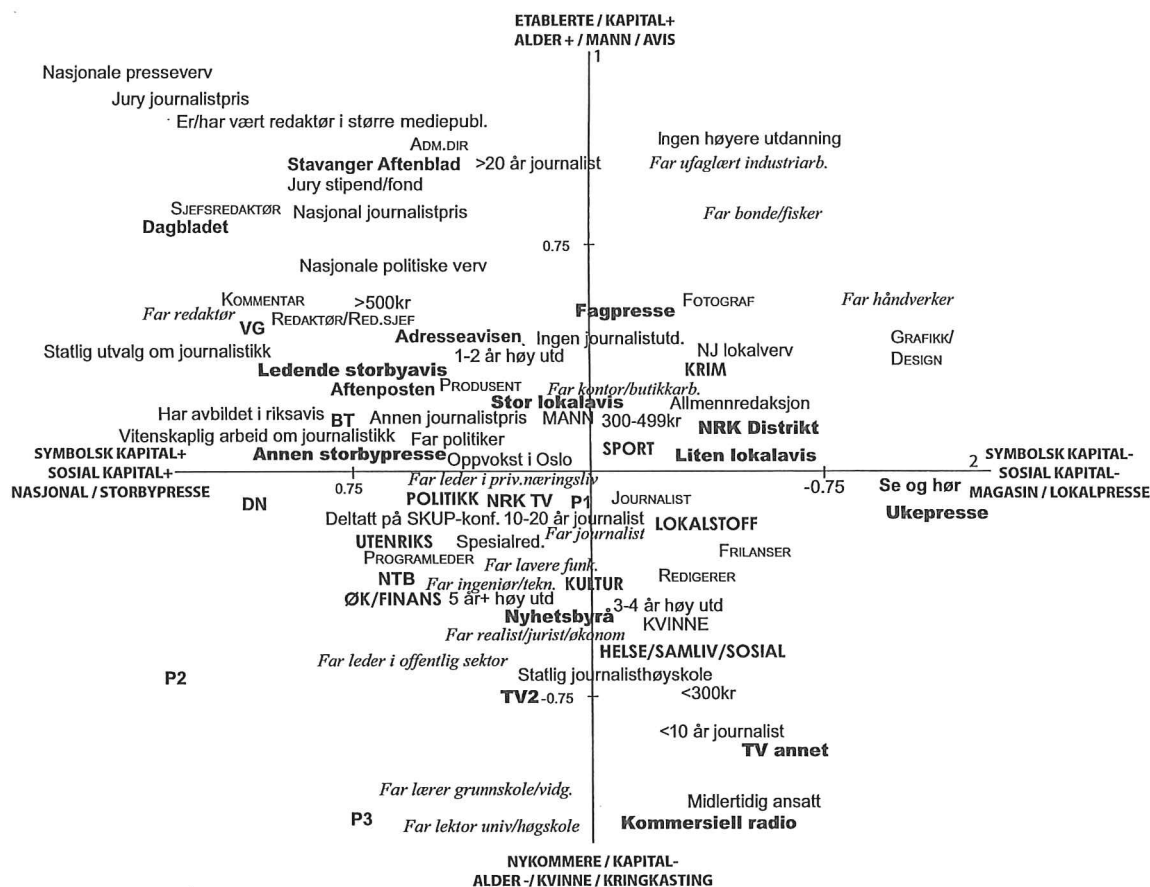 ETABLERTE / KAPITAL+
ALDER + / MANN / AVIS
1
Nasjonale presseverv
Jury journalistpris
Er/har vært redaktør i større mediepubl.
ADM.DIR
Ingen høyere utdanning
Stavanger Aftenblad >20 år journalist
Far ufaglært industriarb.
Jury stipend/fond
SJEFSREDAKTØR Nasjonal journalistpris
Far bonde/fisker
Dagbladet
0.75
Nasjonale politiske verv
KOMMENTAR >500kr
FOTOGRAF
Far håndverker
Far redaktør
Fagpresse
VG REDAKTØR/RED.SJEF
Adresseavisen Ingen journalistutd.
GRAFIKK/
DESIGN
Statlig utvalg om journalistikk
1-2 år høy utd
NJ lokalverv
Ledende storbyavis
KRIM
Aftenposten PRODUSENT Far kontor/butikkarb.
Stor lokalavis
Allmennredaksjon
Har avbildet i riksavis BT Annen journalistpris MANN 300-499kr
NRK Distrikt
Vitenskaplig arbeid om journalistikk Far politiker
SPORT
SYMBOLSK KAPITAL+
SOSIAL KAPITAL+
NASJONAL / STORBYPRESSE
Annen storbypresse Oppvokst i Oslo
Liten lokalavis
2
SYMBOLSK KAPITAL-
SOSIAL KAPITAL-
MAGASIN / LOKALPRESSE
0.75
Far leder i priv.næringsliv
-0.75
Se og hør
DN
POLITIKK NRK TV P1 JOURNALIST
Ukepresse
Deltatt på SKUP-konf. 10-20 år journalist
LOKALSTOFF
UTENRIKS Spesialred. Far journalist
FRILANSER
PROGRAMLEDER Far lavere funk.
NTB Far ingeniør/tekn. KULTUR
REDIGERER
ØK/FINANS 5 år+ høy utd
3-4 år høy utd
Nyhetsbyrå
KVINNE
Far realist/jurist/økonom
HELSE/SAMLIV/SOSIAL
Far leder i offentlig sektor
P2
Statlig journalisthøyskole
TV2 -0.75
<300kr
<10 år journalist
TV annet
Far lærer grunnskole/vidg.
Midlertidig ansatt
P3
Far lektor univ/høgskole
Kommersiell radio
NYKOMMERE / KAPITAL-
ALDER -/ KVINNE / KRINGKASTING